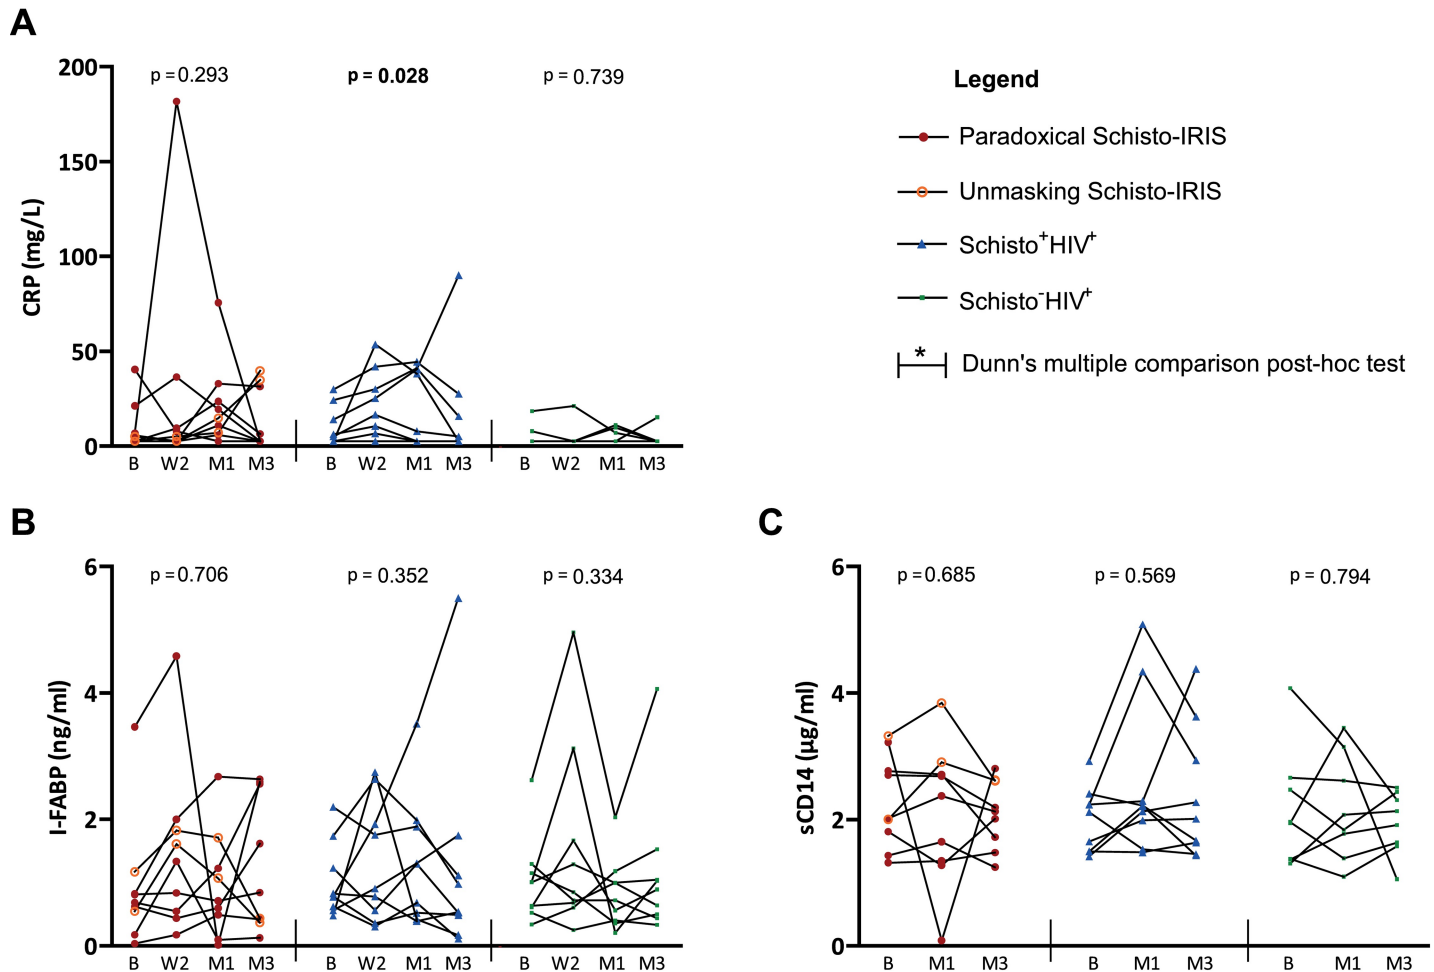 A
p = 0.293 p = 0.028 p = 0.739
CRP (mg/L)
200
150
100
50
0
B W2 M1 M3 B W2 M1 M3 B W2 M1 M3
Legend
Paradoxical Schisto-IRIS
Unmasking Schisto-IRIS
Schisto+HIV+
Schisto-HIV+
* Dunn's multiple comparison post-hoc test
B
p = 0.706 p = 0.352 p = 0.334
I-FABP (ng/ml)
6
4
2
0
B W2 M1 M3 B W2 M1 M3 B W2 M1 M3
C
p = 0.685 p = 0.569 p = 0.794
sCD14 (µg/ml)
6
4
2
0
B M1 M3 B M1 M3 B M1 M3